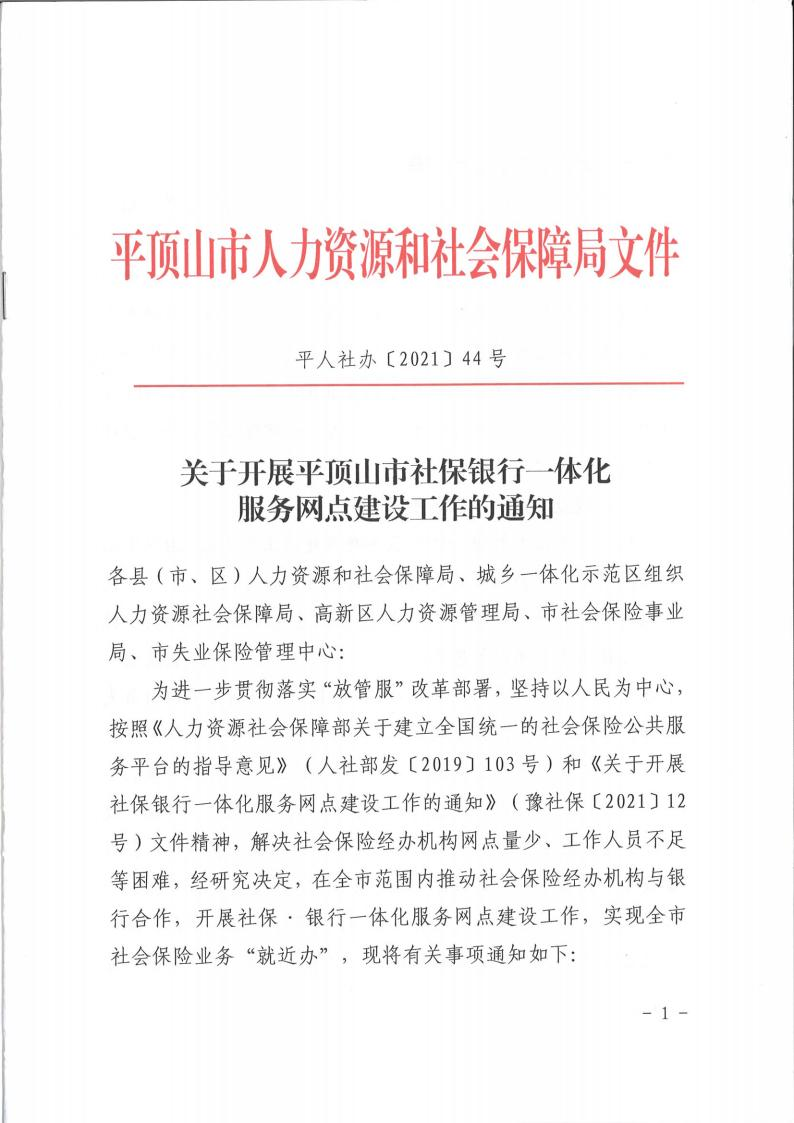 平顶山市人力资源和社会保障局文件
平人社办〔2021〕44 号
关于开展平顶山市社保银行一体化
服务网点建设工作的通知
各县（市、区）人力资源和社会保障局、城乡一体化示范区组织
人力资源社会保障局、高新区人力资源管理局、市社会保险事业
局、市失业保险管理中心：
为进一步贯彻落实“放管服”改革部署，坚持以人民为中心，
按照《人力资源社会保障部关于建立全国统一的社会保险公共服
务平台的指导意见》（人社部发〔2019〕103 号）和《关于开展
社保银行一体化服务网点建设工作的通知》（豫社保〔2021〕12
号）文件精神，解决社会保险经办机构网点量少、工作人员不足
等困难，经研究决定，在全市范围内推动社会保险经办机构与银
行合作，开展社保·银行一体化服务网点建设工作，实现全市
社会保险业务“就近办”，现将有关事项通知如下：
- 1 -